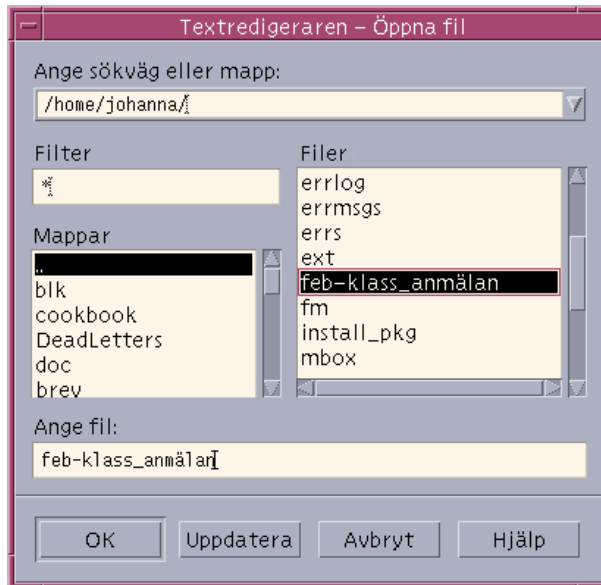 Textredigeraren – Öppna fil
Ange sökväg eller mapp:
/home/johanna/
Filter
*
Mappar
..
blk
cookbook
DeadLetters
doc
brev
Filer
errlog
errmsgs
errs
ext
feb-klass_anmälan
fm
install_pkg
mbox
Ange fil:
feb-klass_anmälan
OK
Uppdatera
Avbryt
Hjälp